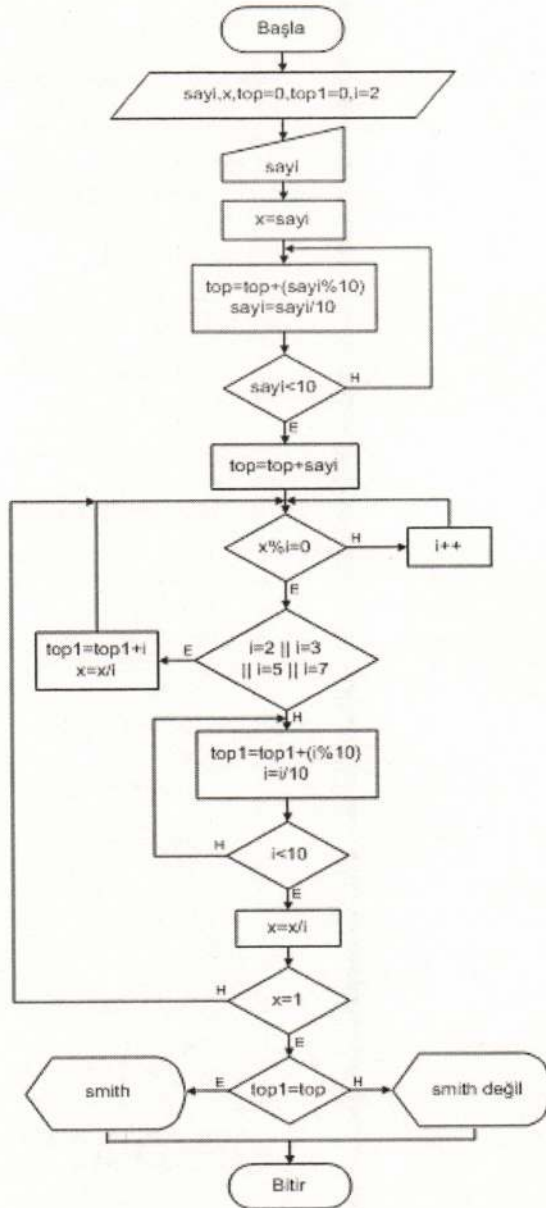 Başla
sayi,x,top=0,top1=0,i=2
sayi
x=sayi
top=top+(sayi%10)
sayi=sayi/10
sayi<10
H
E
top=top+sayi
x%i=0
H
i++
E
i=2 || i=3
|| i=5 || i=7
E
top1=top1+i
x=x/i
H
top1=top1+(i%10)
i=i/10
i<10
H
E
x=x/i
x=1
H
E
top1=top
E
smith
H
smith değil
Bitir